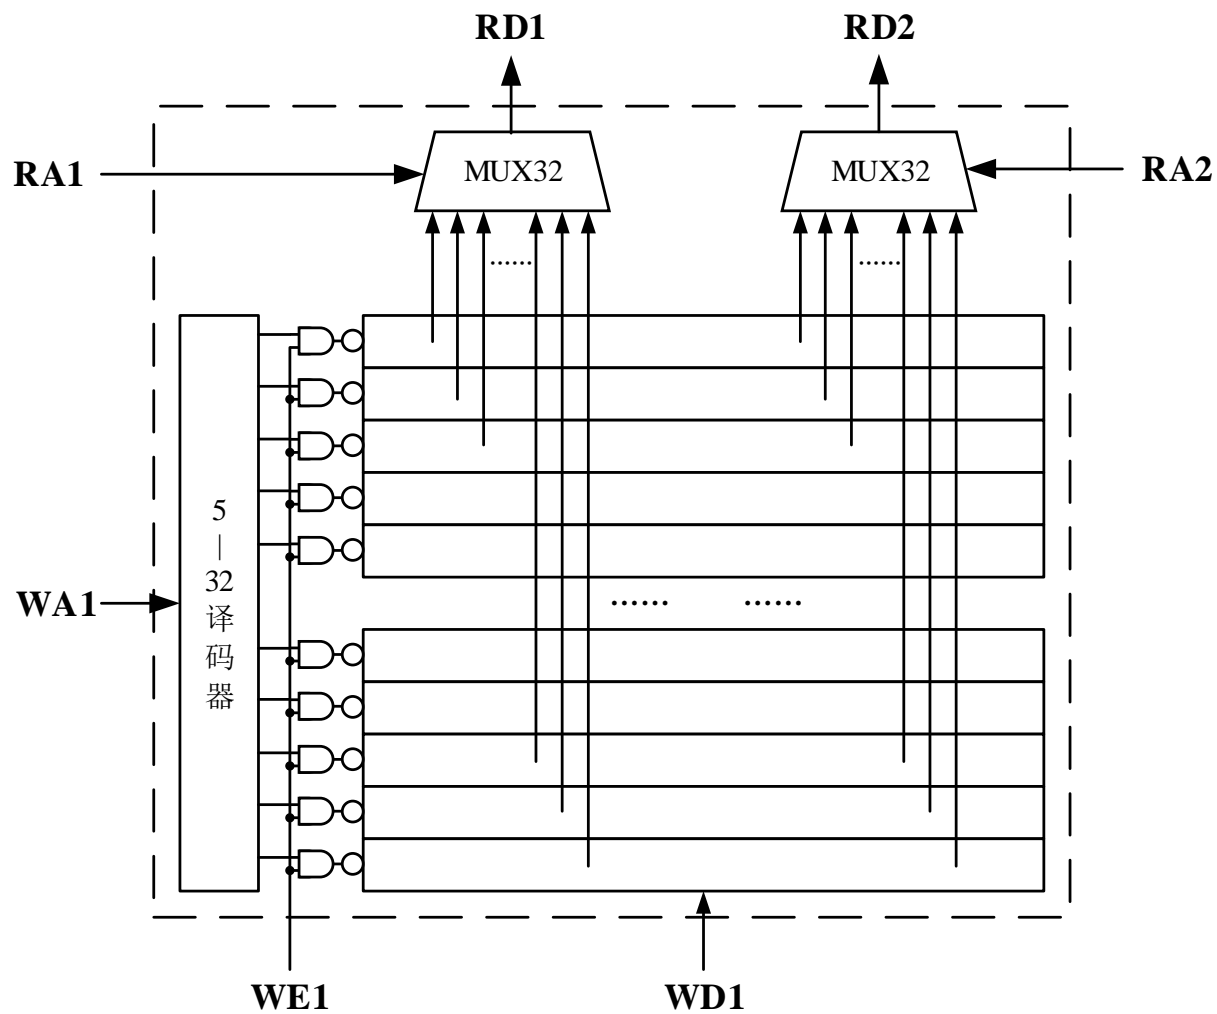 RD1 RD2
RA1 MUX32 MUX32 RA2
...... ......
5
—
32
译
码
器
WA1
...... ......
WE1 WD1